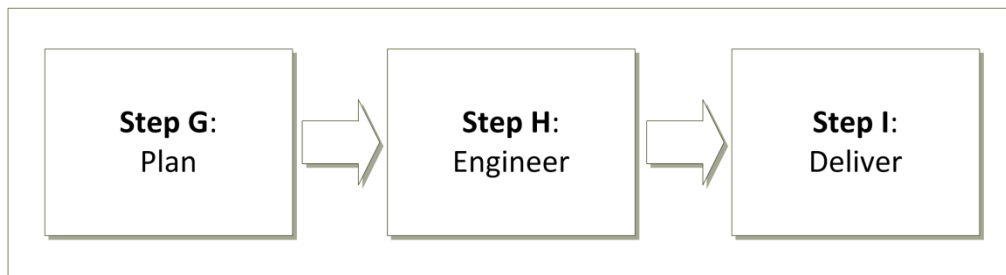 Step G:
Plan
Step H:
Engineer
Step I:
Deliver